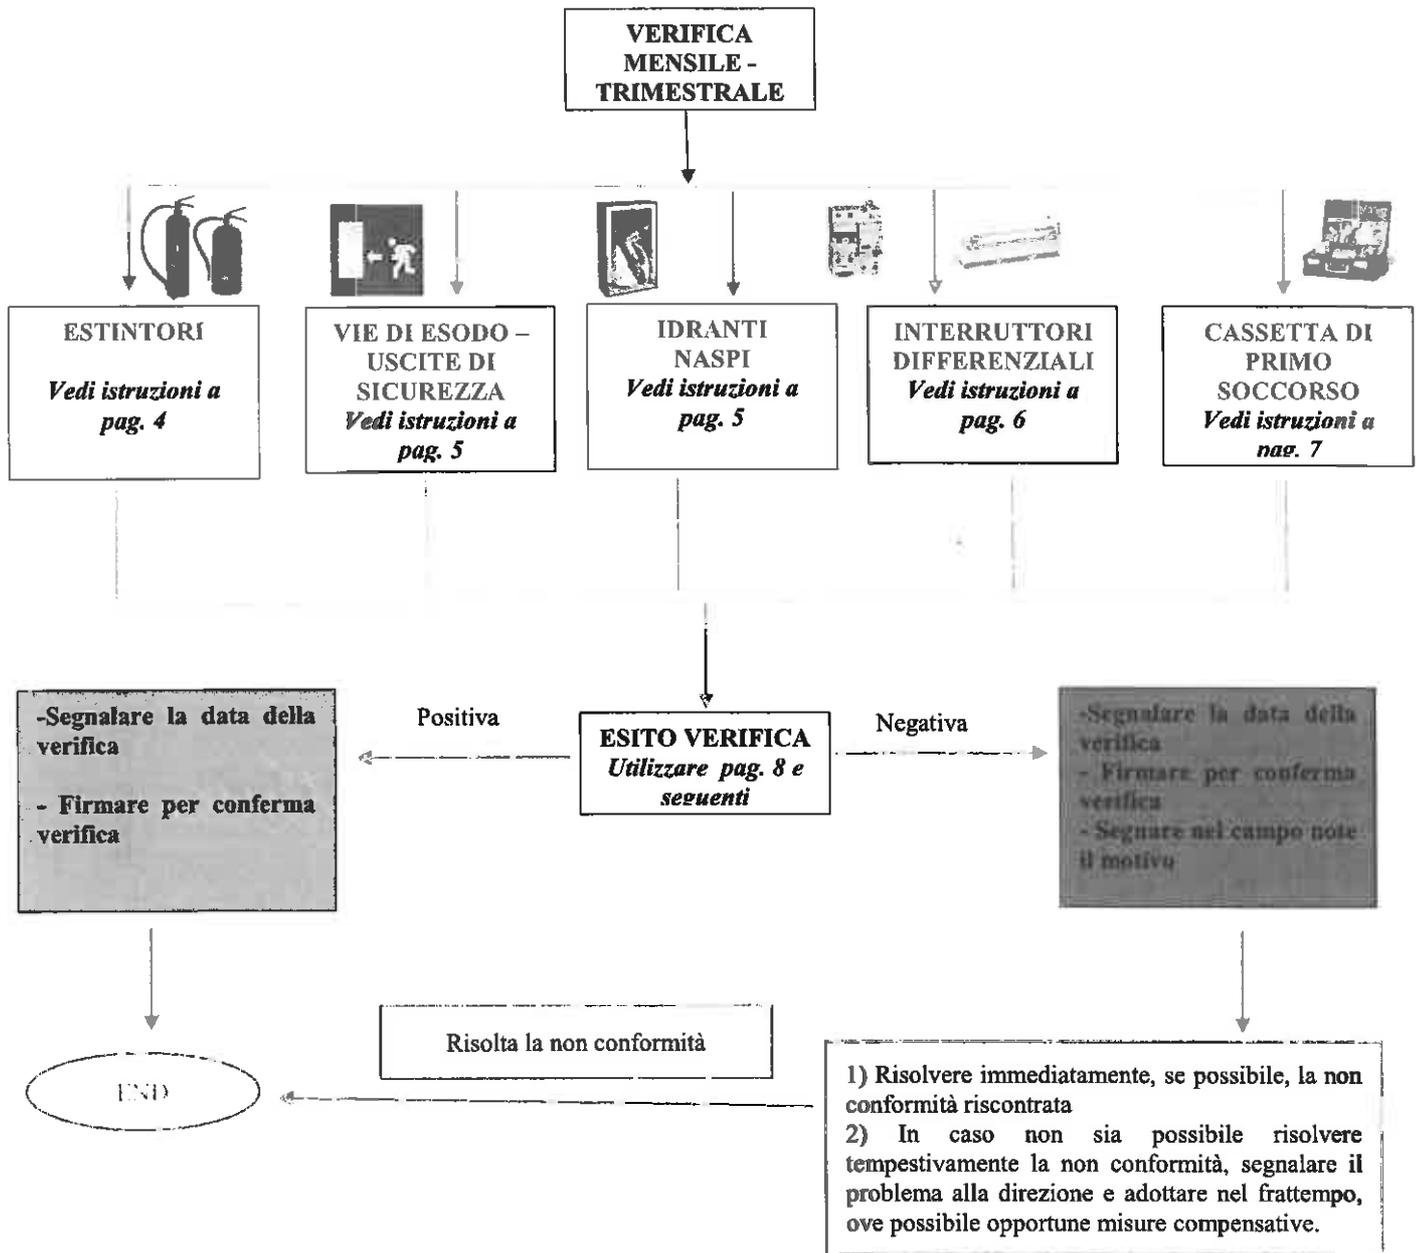 VERIFICA
MENSILE -
TRIMESTRALE
ESTINTORI
Vedi istruzioni a
pag. 4
VIE DI ESODO –
USCITE DI
SICUREZZA
Vedi istruzioni a
pag. 5
IDRANTI
NASPI
Vedi istruzioni a
pag. 5
INTERRUTTORI
DIFFERENZIALI
Vedi istruzioni a
pag. 6
CASSETTA DI
PRIMO
SOCCORSO
Vedi istruzioni a
pag. 7
-Segnalare la data della
verifica
- Firmare per conferma
verifica
Positiva
ESITO VERIFICA
Utilizzare pag. 8 e
seguenti
Negativa
-Segnalare la data della
verifica
- Firmare per conferma
verifica
- Segnare nel campo note
il motivo
END
Risolta la non conformità
1) Risolvere immediatamente, se possibile, la non
conformità riscontrata
2) In caso non sia possibile risolvere
tempestivamente la non conformità, segnalare il
problema alla direzione e adottare nel frattempo,
ove possibile opportune misure compensative.